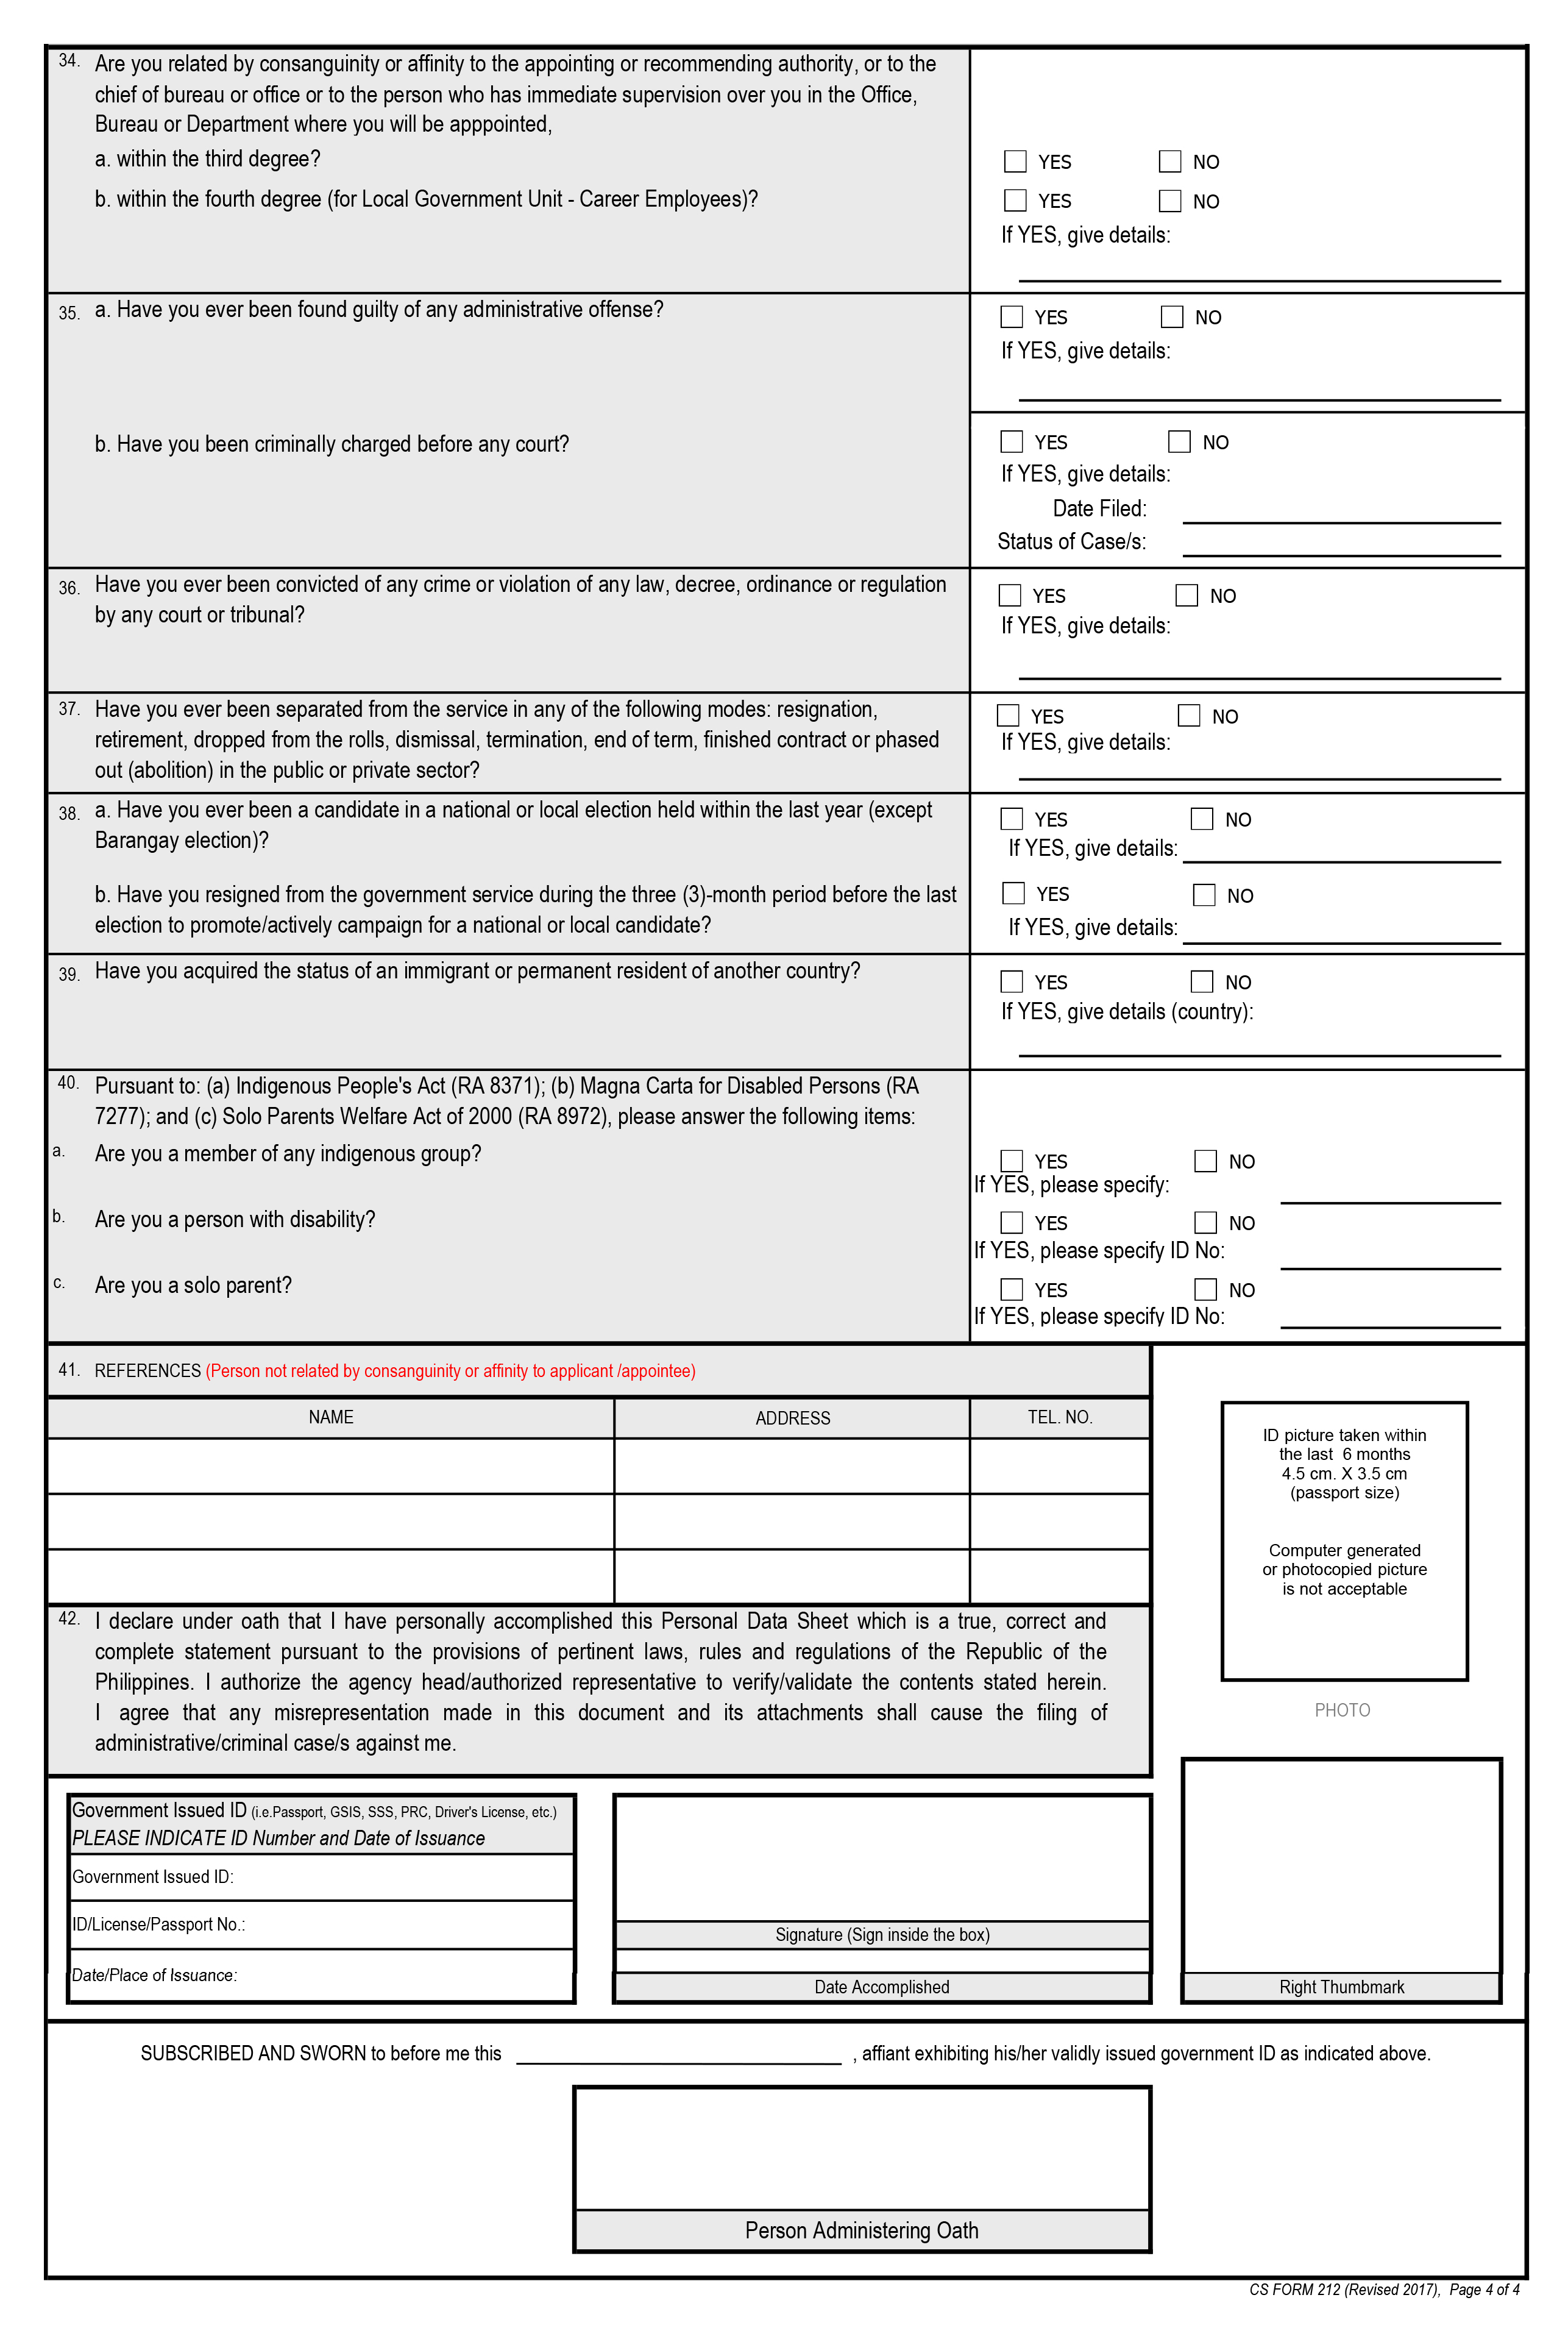 34. Are you related by consanguinity or affinity to the appointing or recommending authority, or to the
chief of bureau or office or to the person who has immediate supervision over you in the Office,
Bureau or Department where you will be apppointed,
a. within the third degree?
YES NO
b. within the fourth degree (for Local Government Unit - Career Employees)?
YES NO
If YES, give details:
35. a. Have you ever been found guilty of any administrative offense?
YES NO
If YES, give details:
b. Have you been criminally charged before any court?
YES NO
If YES, give details:
Date Filed:
Status of Case/s:
36. Have you ever been convicted of any crime or violation of any law, decree, ordinance or regulation
by any court or tribunal?
YES NO
If YES, give details:
37. Have you ever been separated from the service in any of the following modes: resignation,
retirement, dropped from the rolls, dismissal, termination, end of term, finished contract or phased
out (abolition) in the public or private sector?
YES NO
If YES, give details:
38. a. Have you ever been a candidate in a national or local election held within the last year (except
Barangay election)?
YES NO
If YES, give details:
b. Have you resigned from the government service during the three (3)-month period before the last
election to promote/actively campaign for a national or local candidate?
YES NO
If YES, give details:
39. Have you acquired the status of an immigrant or permanent resident of another country?
YES NO
If YES, give details (country):
40. Pursuant to: (a) Indigenous People's Act (RA 8371); (b) Magna Carta for Disabled Persons (RA
7277); and (c) Solo Parents Welfare Act of 2000 (RA 8972), please answer the following items:
a. Are you a member of any indigenous group?
YES NO
If YES, please specify:
b. Are you a person with disability?
YES NO
If YES, please specify ID No:
c. Are you a solo parent?
YES NO
If YES, please specify ID No:
41. REFERENCES (Person not related by consanguinity or affinity to applicant /appointee)
NAME ADDRESS TEL. NO.
ID picture taken within
the last 6 months
4.5 cm. X 3.5 cm
(passport size)
Computer generated
or photocopied picture
is not acceptable
PHOTO
42. I declare under oath that I have personally accomplished this Personal Data Sheet which is a true, correct and
complete statement pursuant to the provisions of pertinent laws, rules and regulations of the Republic of the
Philippines. I authorize the agency head/authorized representative to verify/validate the contents stated herein.
I agree that any misrepresentation made in this document and its attachments shall cause the filing of
administrative/criminal case/s against me.
Government Issued ID (i.e.Passport, GSIS, SSS, PRC, Driver's License, etc.)
PLEASE INDICATE ID Number and Date of Issuance
Government Issued ID:
ID/License/Passport No.:
Date/Place of Issuance:
Signature (Sign inside the box)
Date Accomplished
Right Thumbmark
SUBSCRIBED AND SWORN to before me this , affiant exhibiting his/her validly issued government ID as indicated above.
Person Administering Oath
CS FORM 212 (Revised 2017), Page 4 of 4